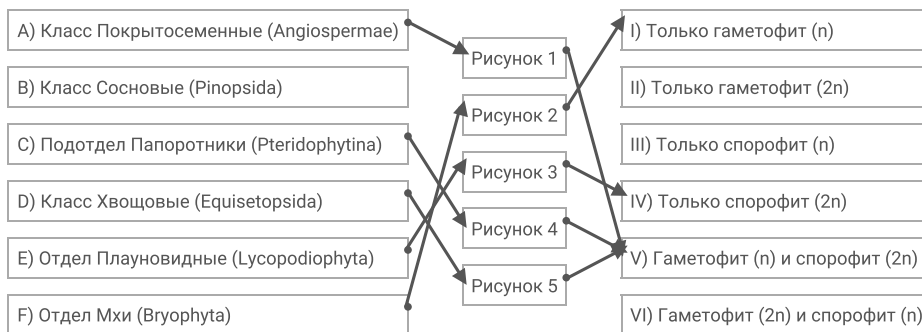 A) Класс Покрытосеменные (Angiospermae)
B) Класс Сосновые (Pinopsida)
C) Подотдел Папоротники (Pteridophytina)
D) Класс Хвощовые (Equisetopsida)
E) Отдел Плауновидные (Lycopodiophyta)
F) Отдел Мхи (Bryophyta)
Рисунок 1
Рисунок 2
Рисунок 3
Рисунок 4
Рисунок 5
I) Только гаметофит (n)
II) Только гаметофит (2n)
III) Только спорофит (n)
IV) Только спорофит (2n)
V) Гаметофит (n) и спорофит (2n)
VI) Гаметофит (2n) и спорофит (n)